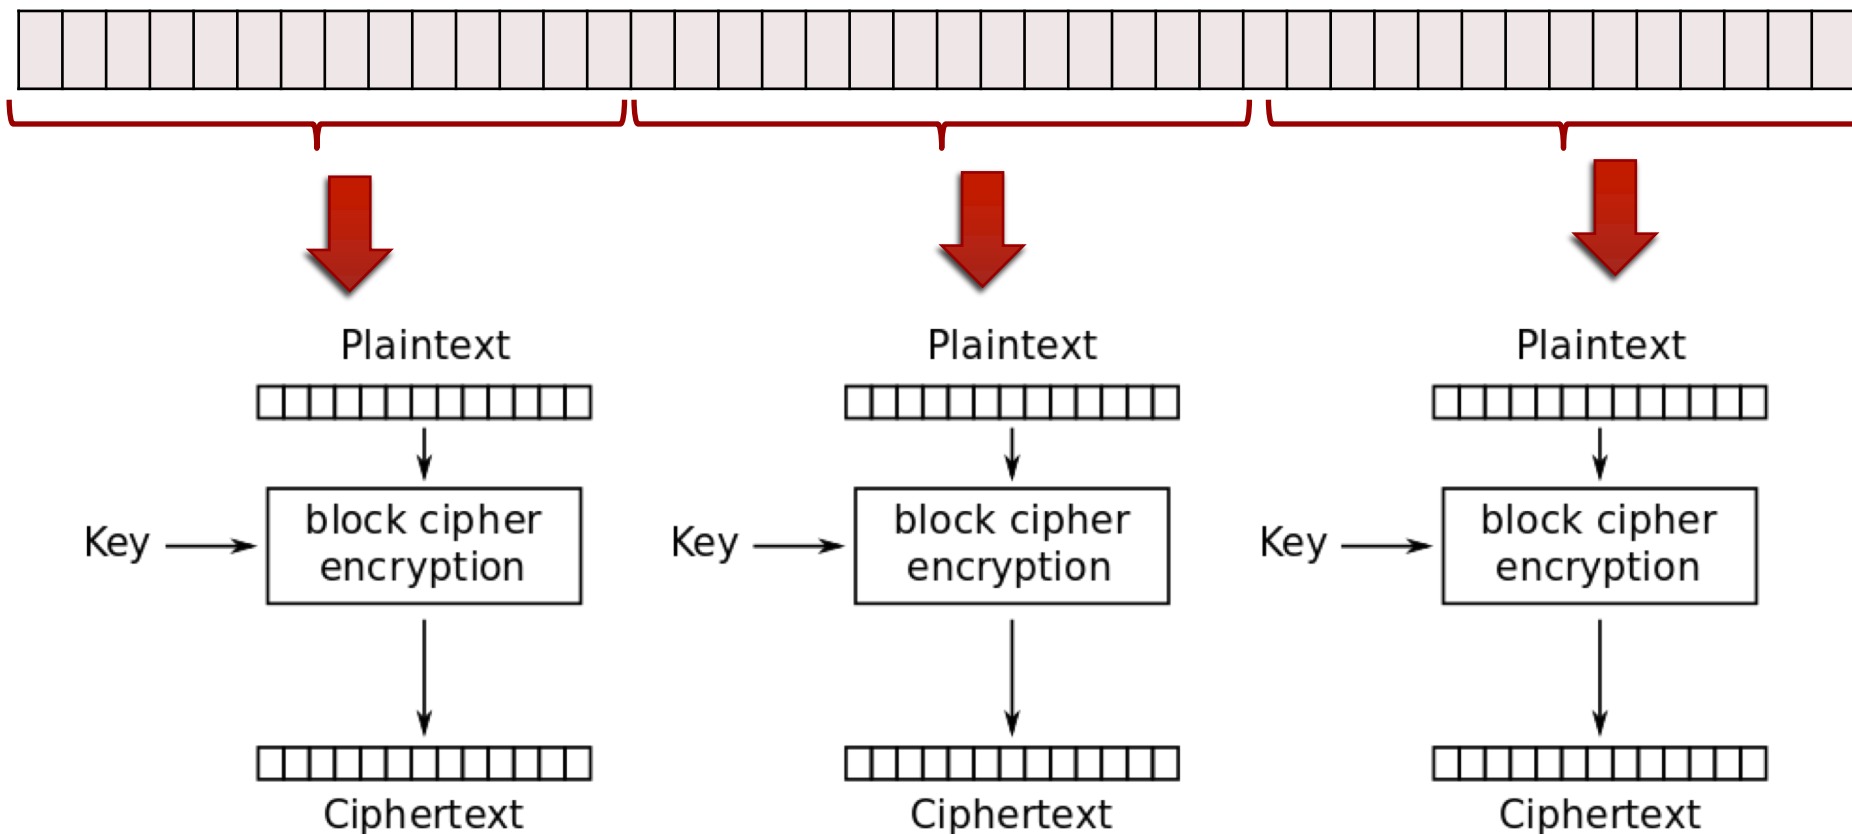 Plaintext
Plaintext
Plaintext
Key
block cipher
encryption
Key
block cipher
encryption
Key
block cipher
encryption
Ciphertext
Ciphertext
Ciphertext